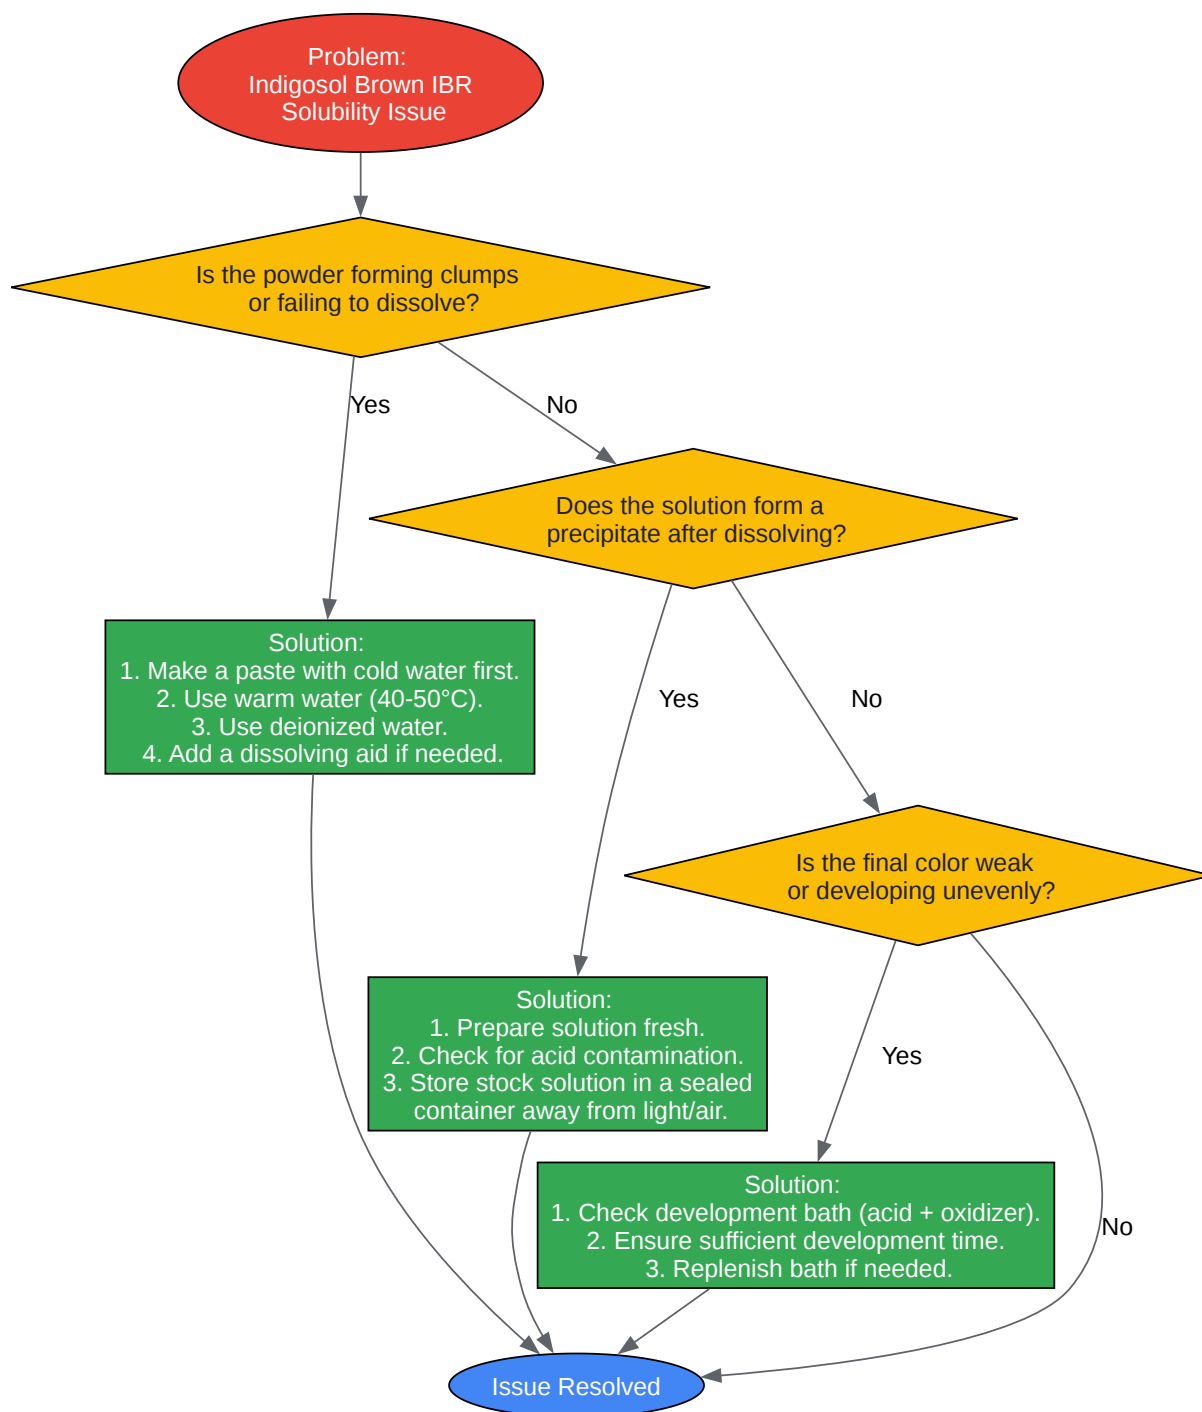 Problem:
Indigosol Brown IBR
Solubility Issue
Is the powder forming clumps
or failing to dissolve?
Yes
No
Does the solution form a
precipitate after dissolving?
Solution:
1. Make a paste with cold water first.
2. Use warm water (40-50°C).
3. Use deionized water.
4. Add a dissolving aid if needed.
Yes
No
Is the final color weak
or developing unevenly?
Solution:
1. Prepare solution fresh.
2. Check for acid contamination.
3. Store stock solution in a sealed
container away from light/air.
Yes
Solution:
1. Check development bath (acid + oxidizer).
2. Ensure sufficient development time.
3. Replenish bath if needed.
No
Issue Resolved